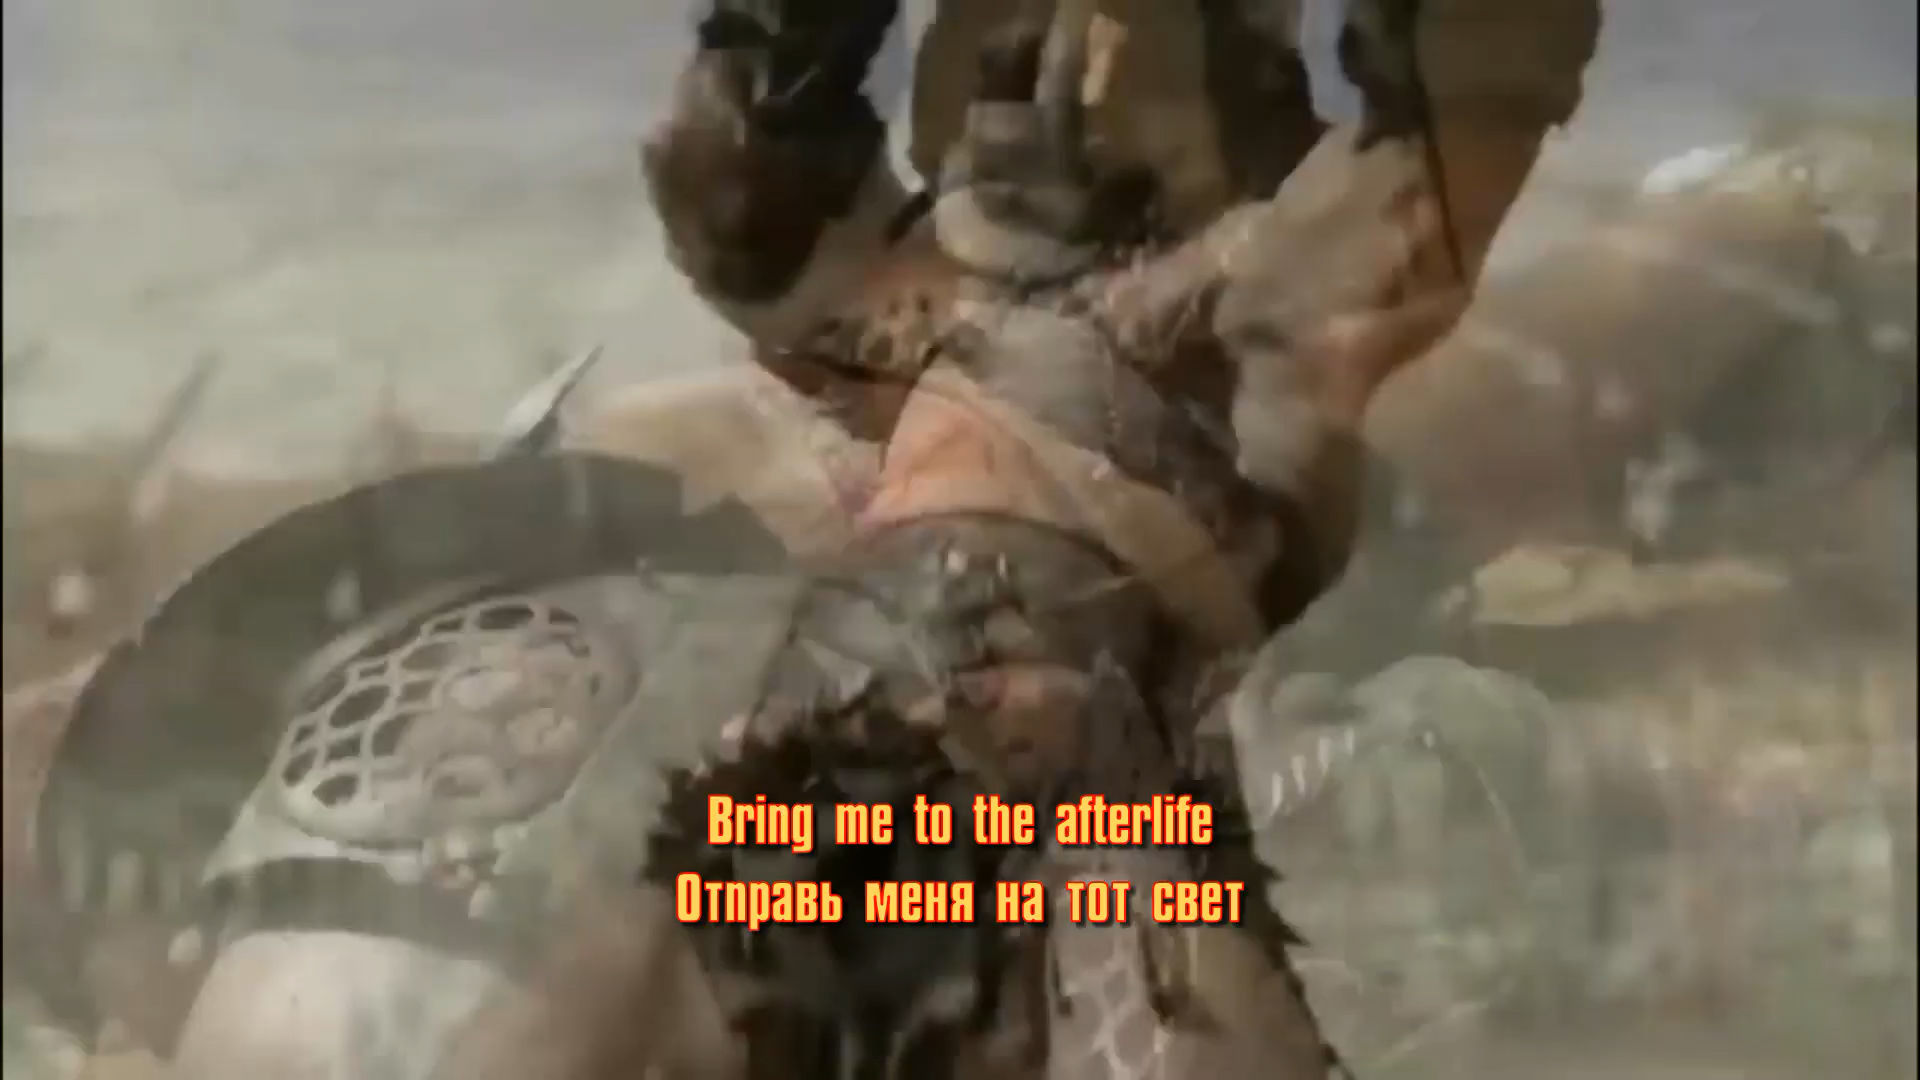 Bring me to the afterlife
Отправь меня на тот свет